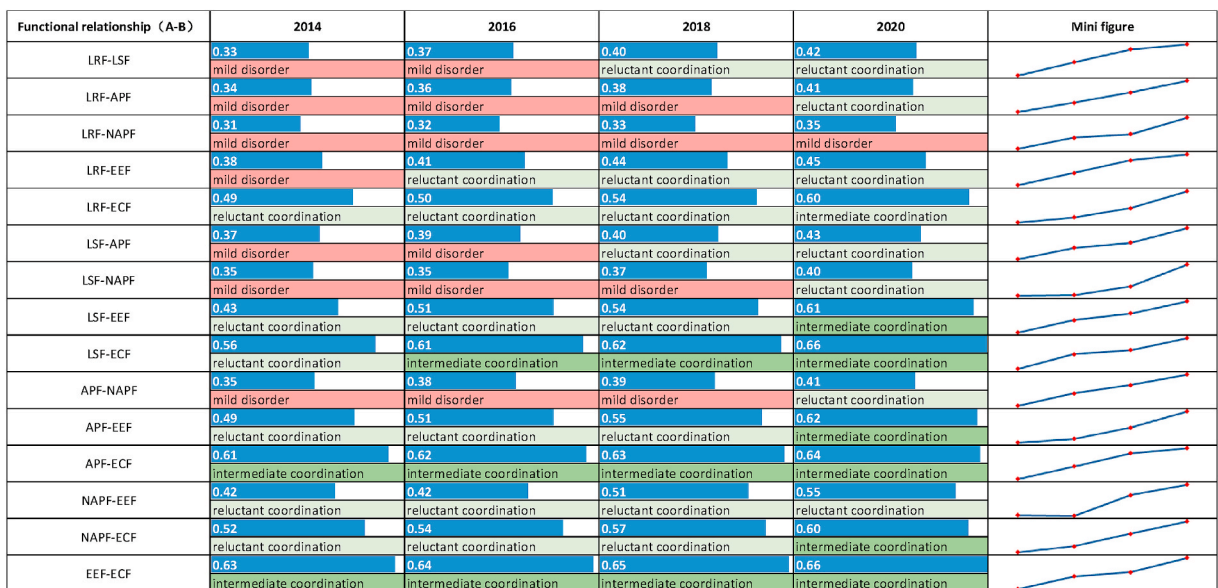 Functional relationship（A-B） 2014 2016 2018 2020 Mini figure
LRF-LSF 0.33 0.37 0.40 0.42
mild disorder mild disorder reluctant coordination reluctant coordination
LRF-APF 0.34 0.36 0.38 0.41
mild disorder mild disorder mild disorder reluctant coordination
LRF-NAPF 0.31 0.32 0.33 0.35
mild disorder mild disorder mild disorder mild disorder
LRF-EEF 0.38 0.41 0.44 0.45
mild disorder reluctant coordination reluctant coordination reluctant coordination
LRF-ECF 0.49 0.50 0.54 0.60
reluctant coordination reluctant coordination reluctant coordination intermediate coordination
LSF-APF 0.37 0.39 0.40 0.43
mild disorder mild disorder reluctant coordination reluctant coordination
LSF-NAPF 0.35 0.35 0.37 0.40
mild disorder mild disorder mild disorder reluctant coordination
LSF-EEF 0.43 0.51 0.54 0.61
reluctant coordination reluctant coordination reluctant coordination intermediate coordination
LSF-ECF 0.56 0.61 0.62 0.66
reluctant coordination intermediate coordination intermediate coordination intermediate coordination
APF-NAPF 0.35 0.38 0.39 0.41
mild disorder mild disorder mild disorder reluctant coordination
APF-EEF 0.49 0.51 0.55 0.62
reluctant coordination reluctant coordination reluctant coordination intermediate coordination
APF-ECF 0.61 0.62 0.63 0.64
intermediate coordination intermediate coordination intermediate coordination intermediate coordination
NAPF-EEF 0.42 0.42 0.51 0.55
reluctant coordination reluctant coordination reluctant coordination reluctant coordination
NAPF-ECF 0.52 0.54 0.57 0.60
reluctant coordination reluctant coordination reluctant coordination intermediate coordination
EEF-ECF 0.63 0.64 0.65 0.66
intermediate coordination intermediate coordination intermediate coordination intermediate coordination